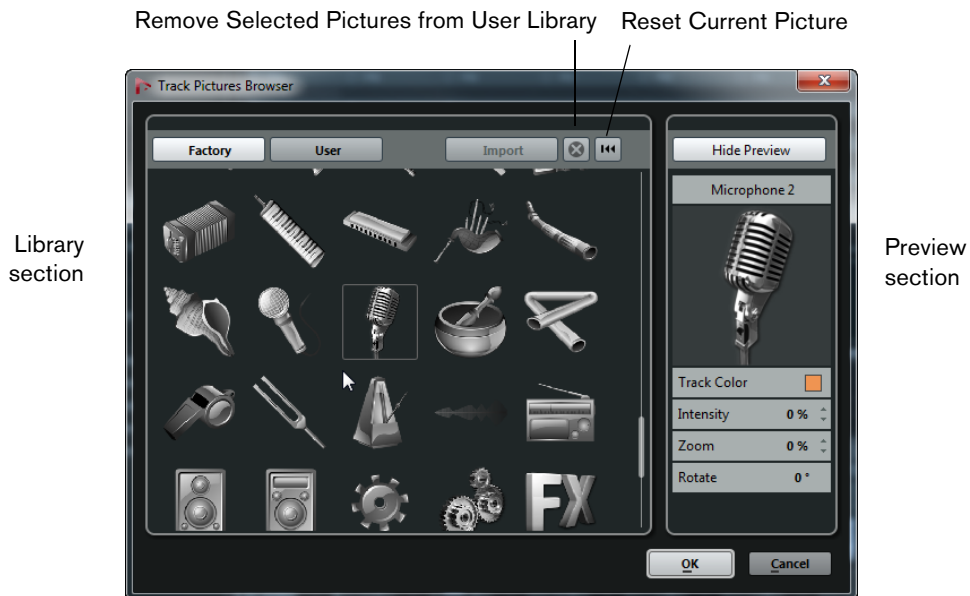 Remove Selected Pictures from User Library
Reset Current Picture
Track Pictures Browser
Factory
User
Import
Hide Preview
Microphone 2
Library
section
Preview
section
Track Color
Intensity 0 %
Zoom 0 %
Rotate 0 °
FX
OK
Cancel